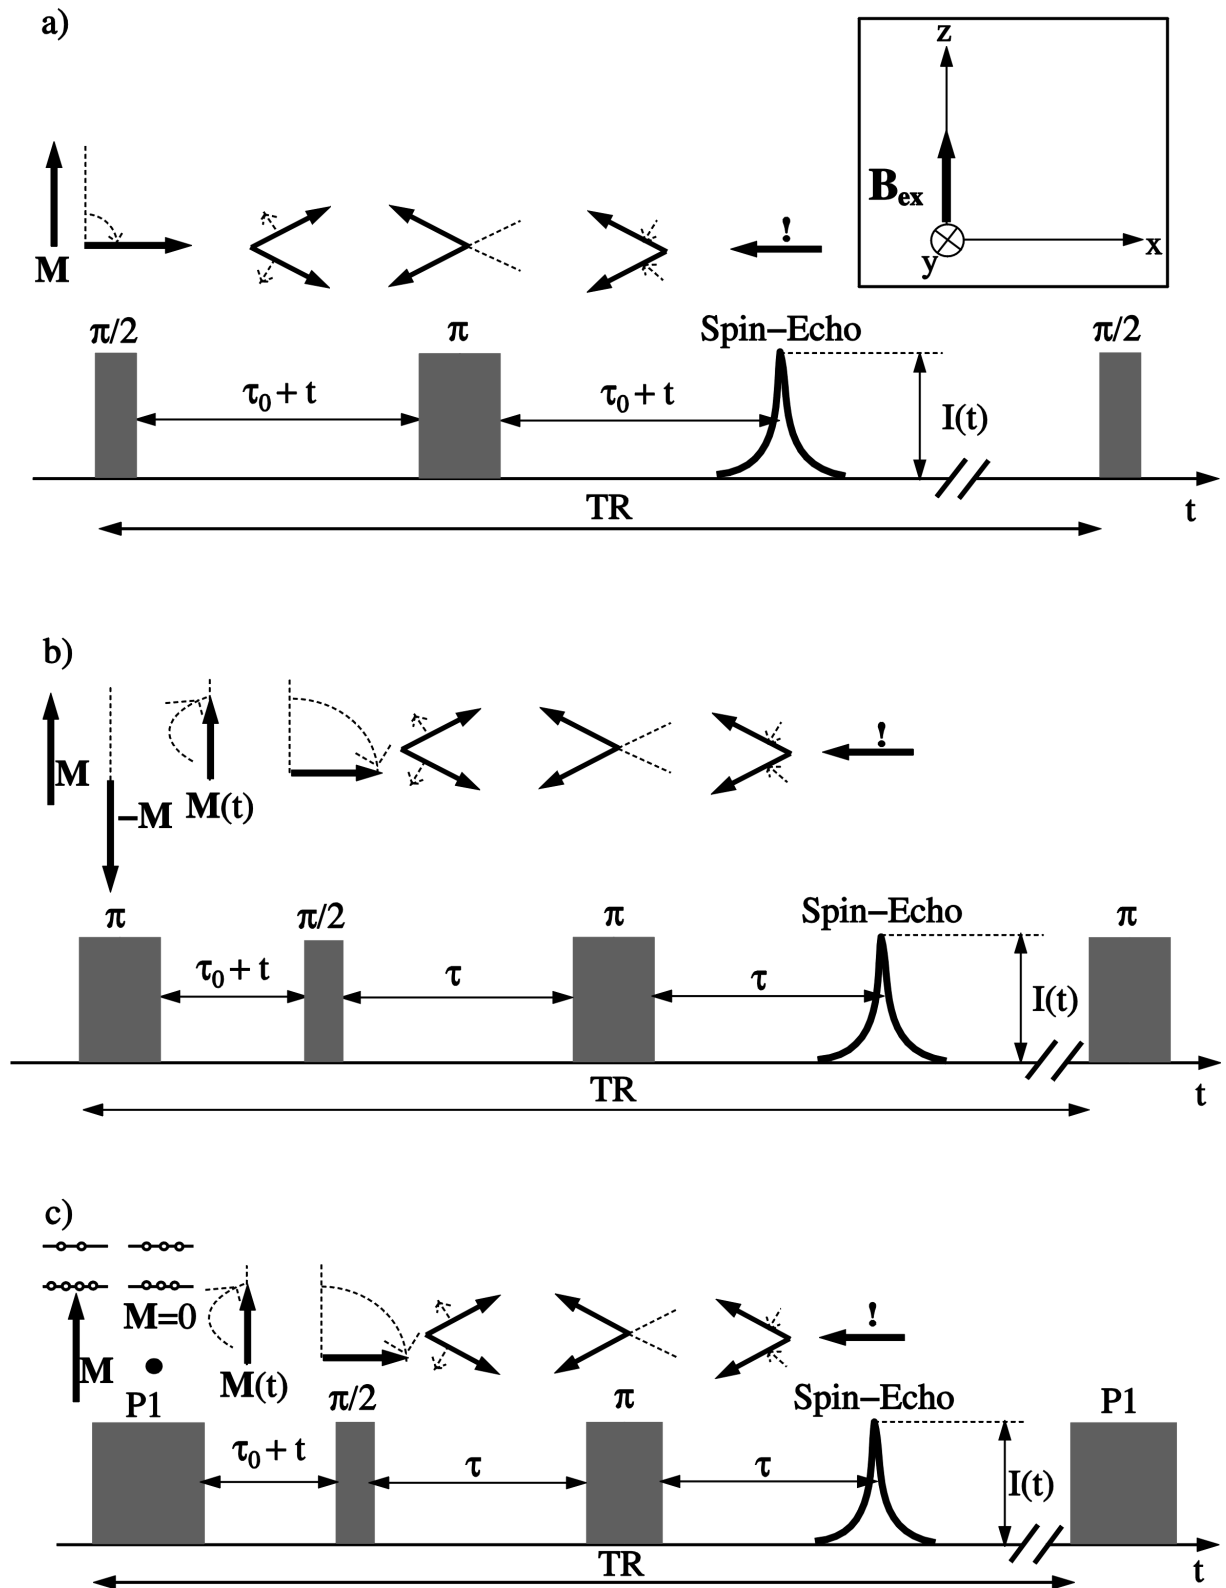 a)
z
B_ex
y
x
M
π/2
π
Spin–Echo
π/2
τ₀ + t
τ₀ + t
I(t)
TR
t
b)
M
–M
M(t)
!
π
π/2
π
Spin–Echo
π
τ₀ + t
τ
τ
I(t)
TR
t
c)
M=0
!
M
M(t)
P1
π/2
π
Spin–Echo
P1
τ₀ + t
τ
τ
I(t)
TR
t